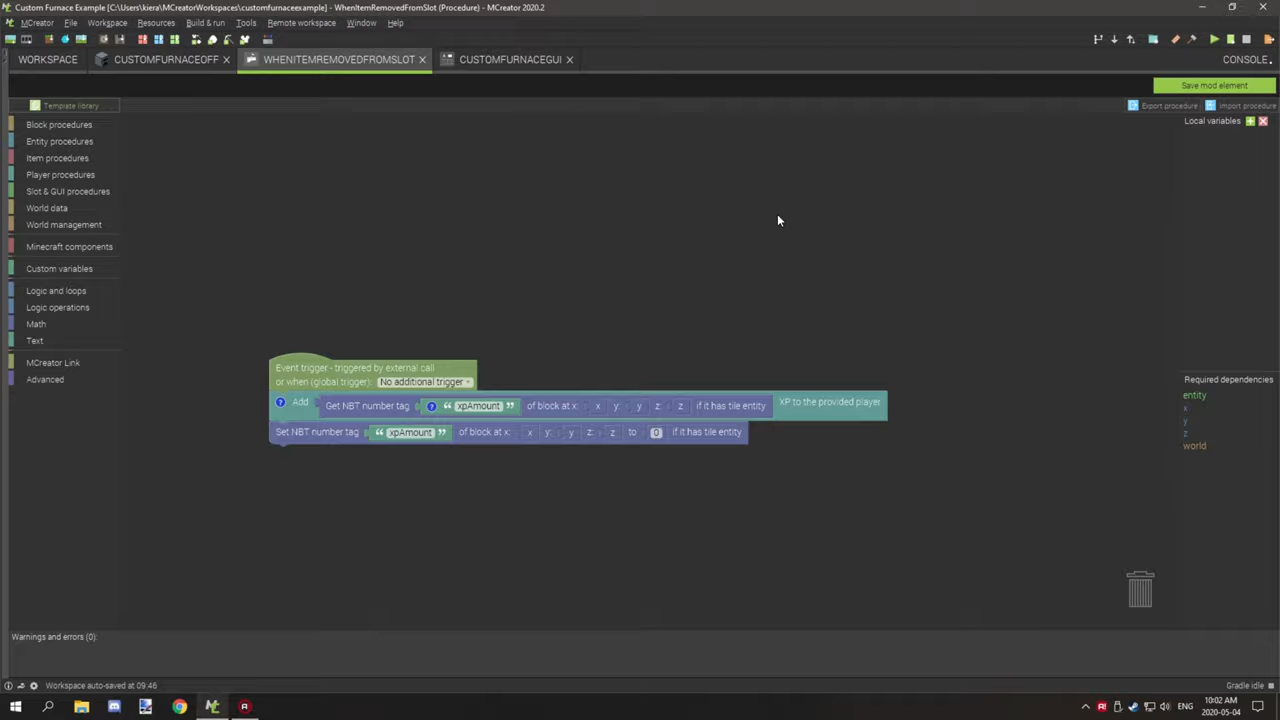 Custom Furnace Example [C:\Users\kiera\MCreatorWorkspaces\customfurnaceexample] - WhenItemRemovedFromSlot (Procedure) - MCreator 2020.2
MCreator File Workspace Resources Build & run Tools Remote workspace Window Help
WORKSPACE CUSTOMFURNACEOFF WHENITEMREMOVEDFROMSLOT CUSTOMFURNACEGUI CONSOLE
Save mod element
Template library Export procedure Import procedure
Local variables
Block procedures
Entity procedures
Item procedures
Player procedures
Slot & GUI procedures
World data
World management
Minecraft components
Custom variables
Logic and loops
Logic operations
Math
Text
MCreator Link
Advanced
Event trigger - triggered by external call
or when (global trigger): No additional trigger
? Add Get NBT number tag ? “ xpAmount ” of block at x: x y: y z: z if it has tile entity XP to the provided player
Set NBT number tag “ xpAmount ” of block at x: x y: y z: z to 0 if it has tile entity
Required dependencies
entity
x
y
z
world
Warnings and errors (0):
Workspace auto-saved at 09:46 Gradle idle
ENG 10:02 AM
2020-05-04